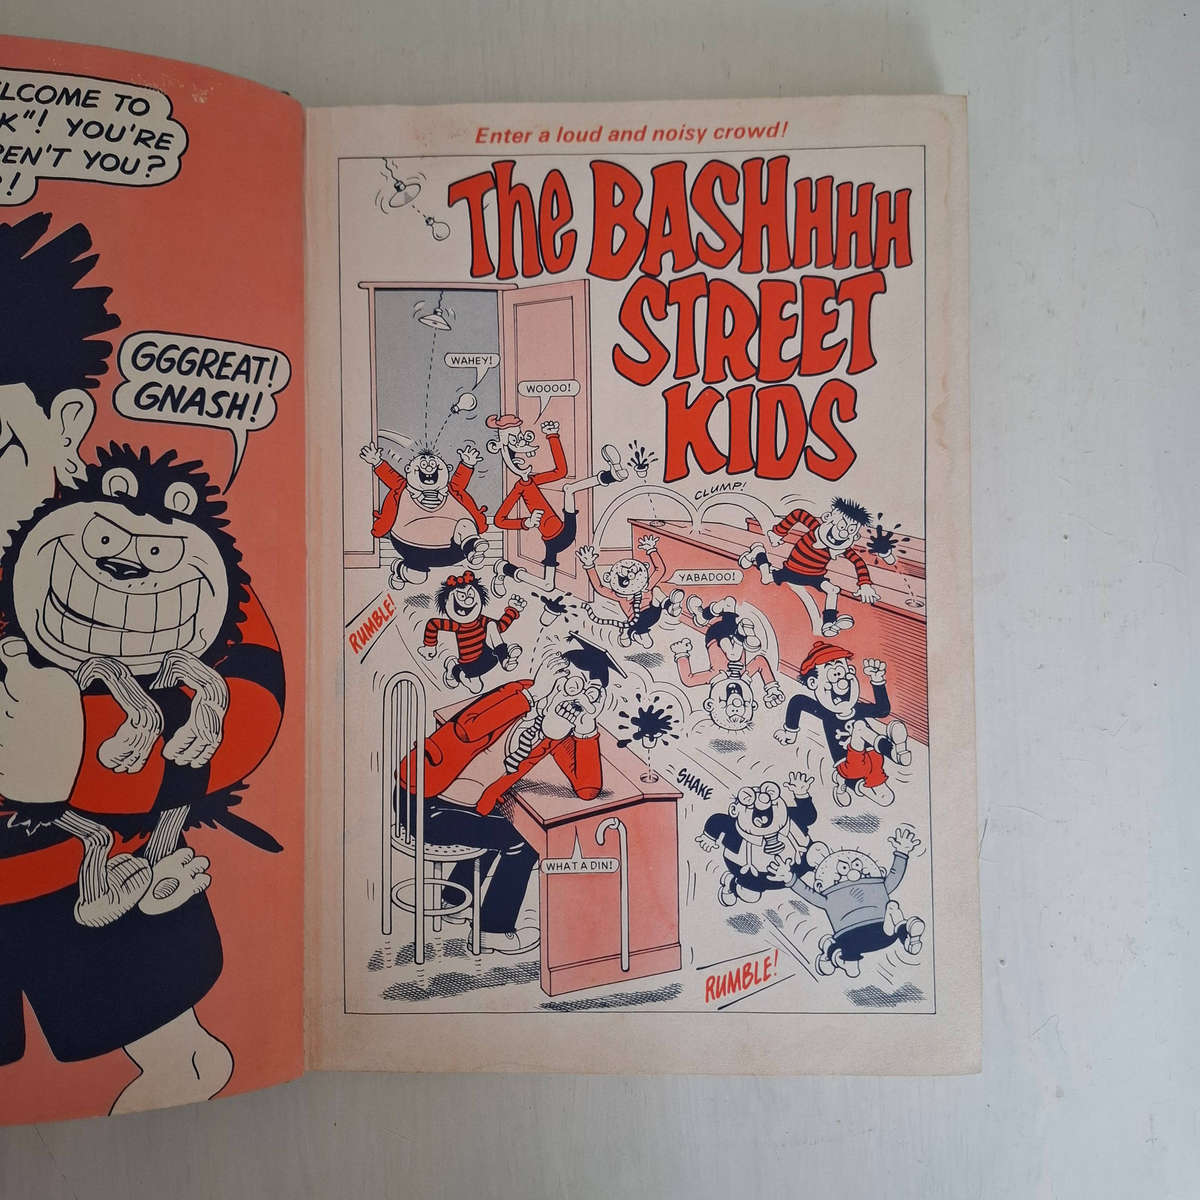 LCOME TO
K"! YOU'RE
REN'T YOU?
!
GGGREAT!
GNASH!
Enter a loud and noisy crowd!
The BASHHHH
STREET
KIDS
WAHEY!
WOOOO!
CLUMP!
YABADOO!
RUMBLE!
SHAKE
WHAT A DIN!
RUMBLE!